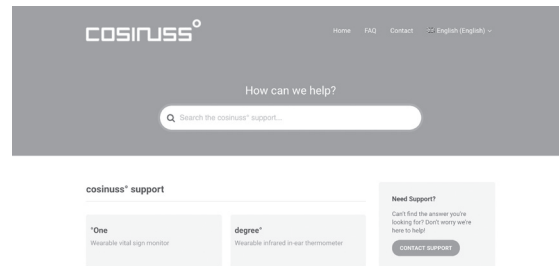 cosinuss°
Home FAQ Contact English (English)
How can we help?
Search the cosinuss° support...
cosinuss° support
°One
Wearable vital sign monitor
degree°
Wearable infrared in-ear thermometer
Need Support?
Can't find the answer you're
looking for? Don't worry we're
here to help!
CONTACT SUPPORT